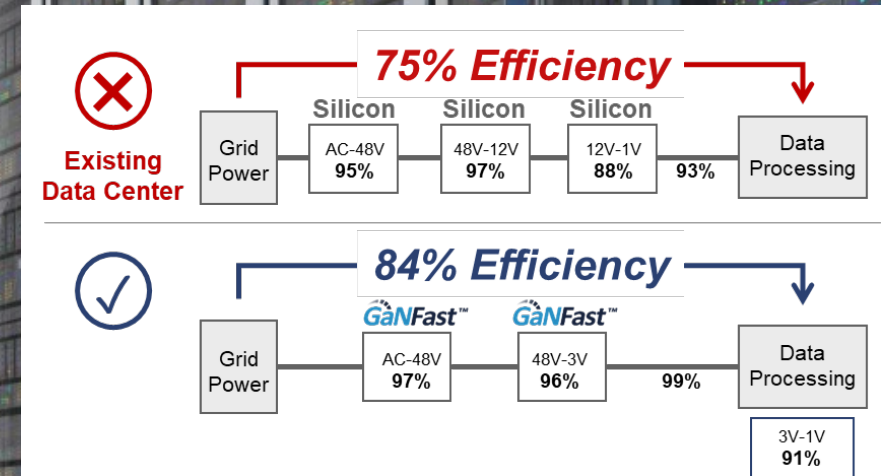 75% Efficiency
Silicon Silicon Silicon
Existing
Data Center
Grid
Power
AC-48V
95%
48V-12V
97%
12V-1V
88%
93%
Data
Processing
84% Efficiency
GaNFast™ GaNFast™
Grid
Power
AC-48V
97%
48V-3V
96%
99%
Data
Processing
3V-1V
91%